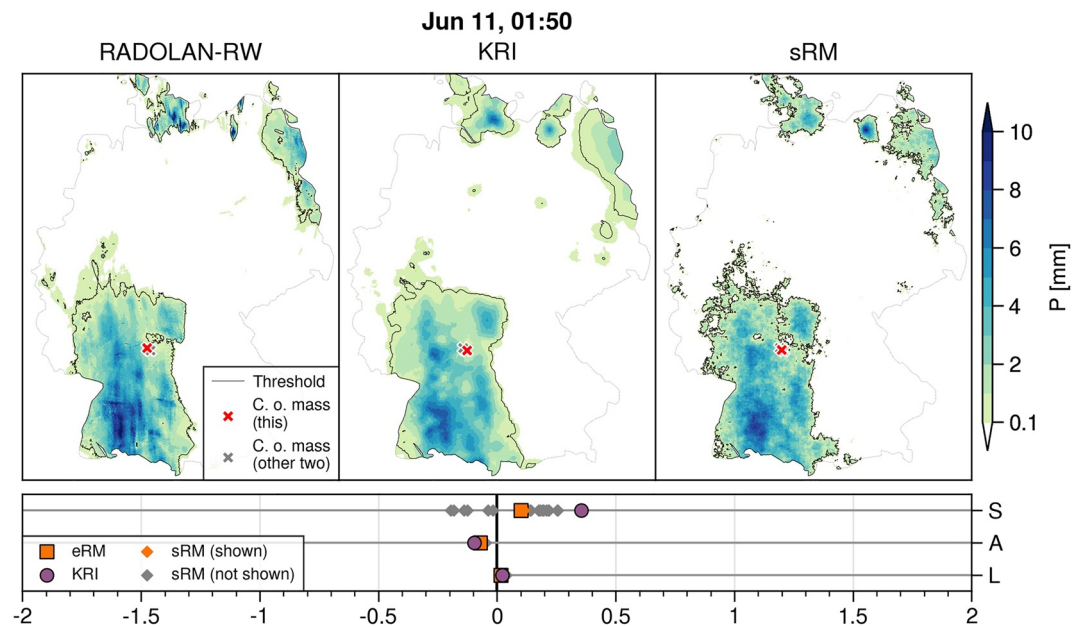 Jun 11, 01:50
RADOLAN-RW
KRI
sRM
10
8
6
4
2
0.1
P [mm]
Threshold
C. o. mass
(this)
C. o. mass
(other two)
S
A
L
eRM
sRM (shown)
KRI
sRM (not shown)
-2
-1.5
-1
-0.5
0
0.5
1
1.5
2